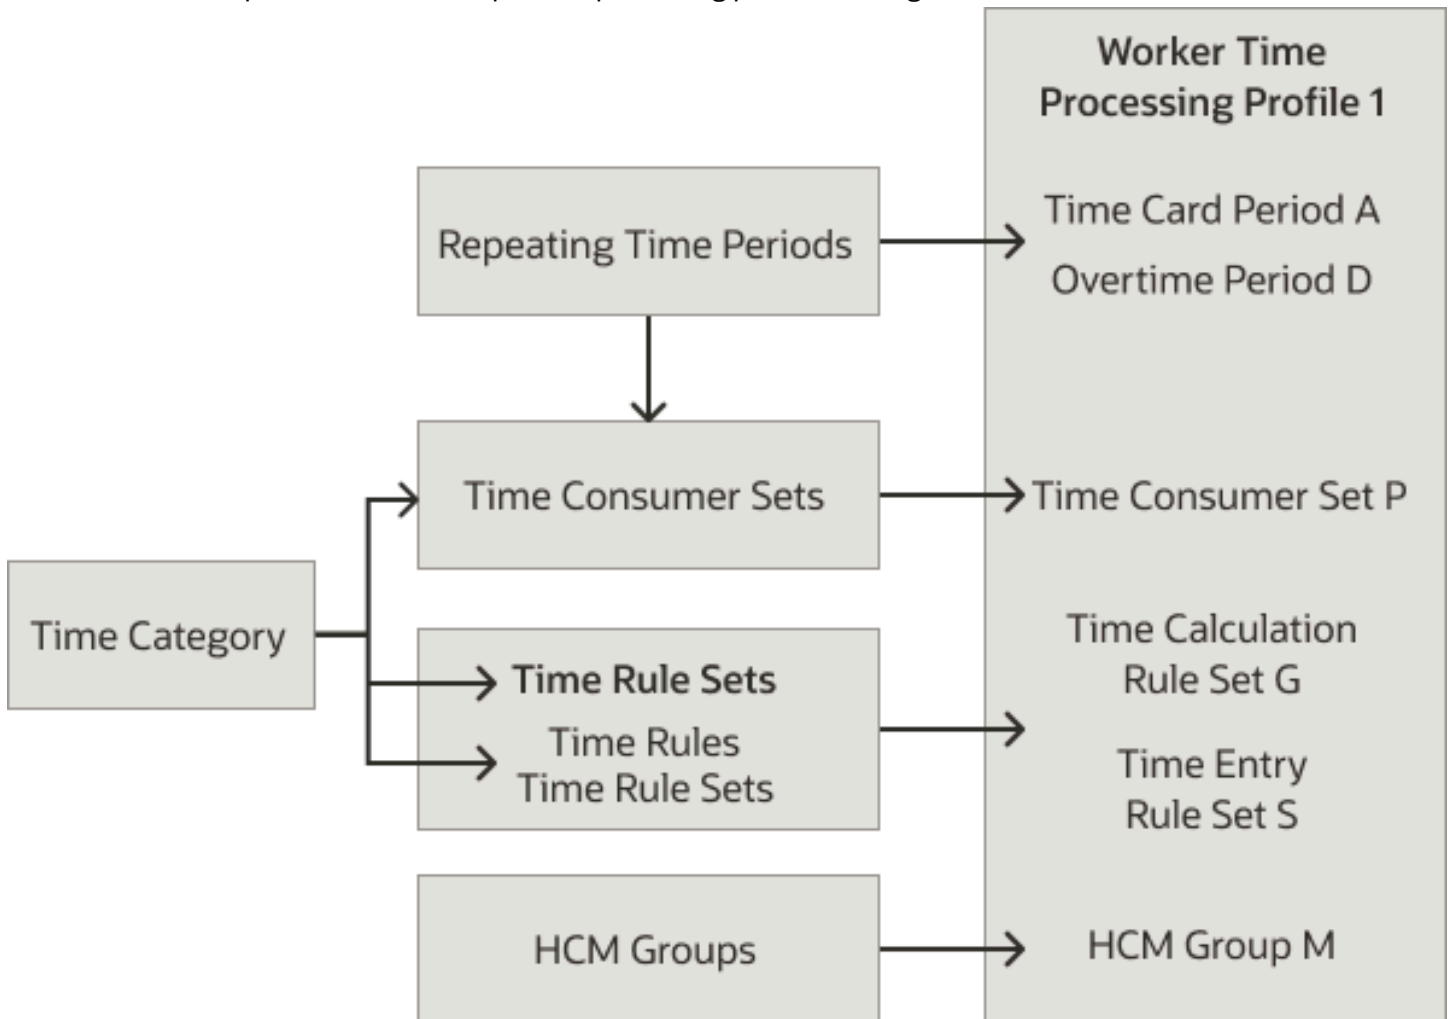 Worker Time
Processing Profile 1
Repeating Time Periods
Time Card Period A
Overtime Period D
Time Consumer Sets
Time Consumer Set P
Time Category
Time Rule Sets
Time Rules
Time Rule Sets
Time Calculation
Rule Set G
Time Entry
Rule Set S
HCM Groups
HCM Group M